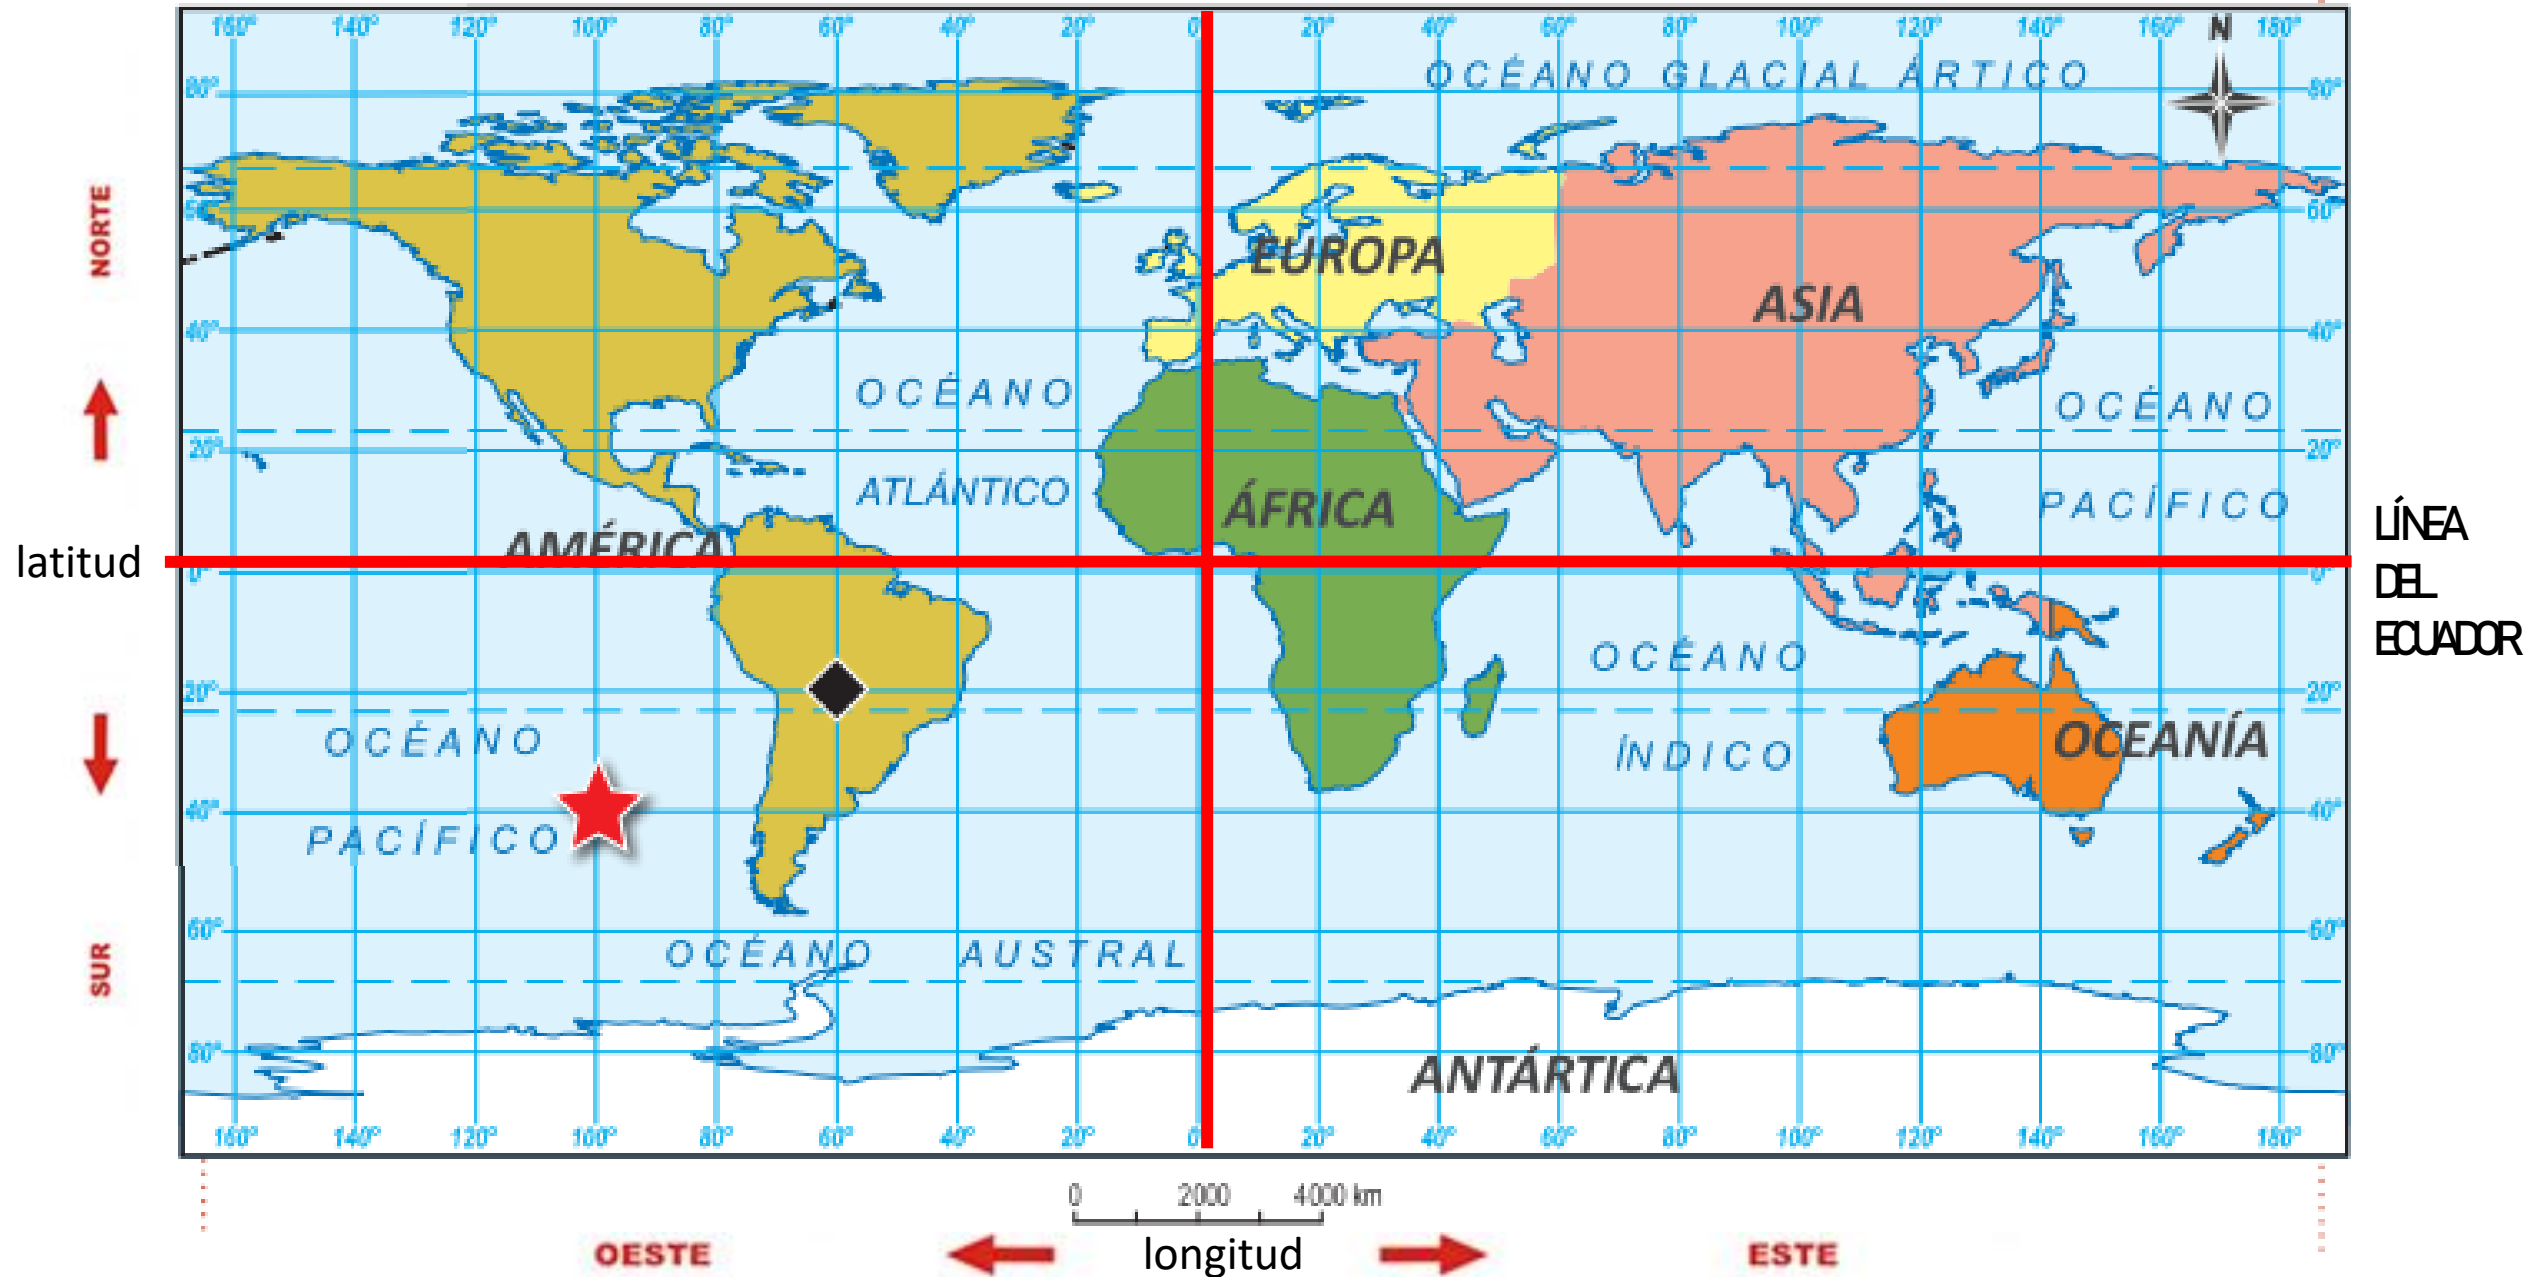 160° 140° 120° 100° 80° 60° 40° 20° 0 20° 40° 60° 80° 100° 120° 140° 160° N 180°
OCÉANO GLACIAL ÁRTICO
80° 80°
NORTE
60° 60°
EUROPA
ASIA
40° 40°
OCÉANO
OCÉANO
20° 20°
ATLÁNTICO
ÁFRICA
PACÍFICO
AMÉRICA
LÍNEA
DEL
ECUADOR
latitud
0° 0°
OCÉANO
20° 20°
OCÉANO
ÍNDICO
OCEANÍA
40° 40°
PACÍFICO
60° 60°
SUR
OCÉANO AUSTRAL
80° 80°
ANTÁRTICA
160° 140° 120° 100° 80° 60° 40° 20° 0 20° 40° 60° 80° 100° 120° 140° 160° 180°
0 2000 4000 km
OESTE longitud ESTE